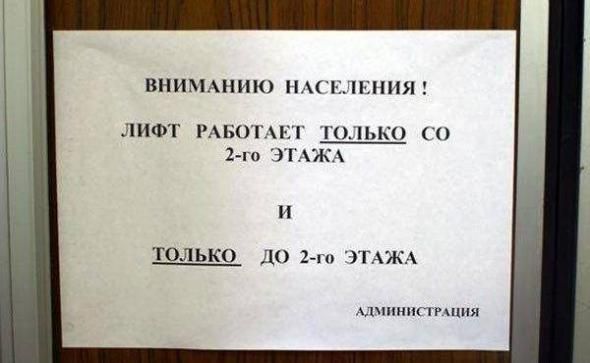 ВНИМАНИЮ НАСЕЛЕНИЯ !
ЛИФТ РАБОТАЕТ ТОЛЬКО СО
2-го ЭТАЖА
И
ТОЛЬКО ДО 2-го ЭТАЖА
АДМИНИСТРАЦИЯ